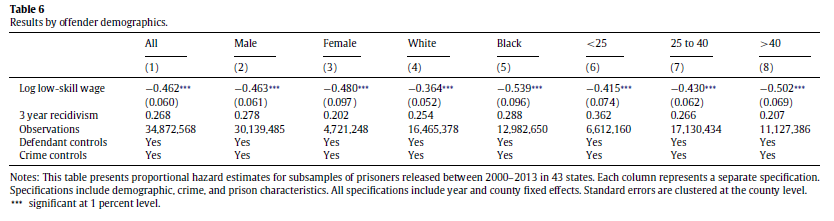 Table 6
Results by offender demographics.
All Male Female White Black <25 25 to 40 >40
(1) (2) (3) (4) (5) (6) (7) (8)
Log low-skill wage −0.462*** −0.463*** −0.480*** −0.364*** −0.539*** −0.415*** −0.430*** −0.502***
(0.060) (0.061) (0.097) (0.052) (0.096) (0.074) (0.062) (0.069)
3 year recidivism 0.268 0.278 0.202 0.254 0.288 0.362 0.266 0.207
Observations 34,872,568 30,139,485 4,721,248 16,465,378 12,982,650 6,612,160 17,130,434 11,127,386
Defendant controls Yes Yes Yes Yes Yes Yes Yes Yes
Crime controls Yes Yes Yes Yes Yes Yes Yes Yes
Notes: This table presents proportional hazard estimates for subsamples of prisoners released between 2000–2013 in 43 states. Each column represents a separate specification.
Specifications include demographic, crime, and prison characteristics. All specifications include year and county fixed effects. Standard errors are clustered at the county level.
*** significant at 1 percent level.